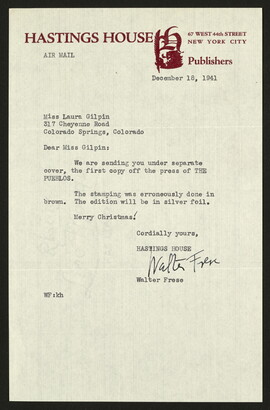 HASTINGS HOUSE
67 WEST 44th STREET
NEW YORK CITY
Publishers
AIR MAIL
December 18, 1941
Miss Laura Gilpin
317 Cheyenne Road
Colorado Springs, Colorado
Dear Miss Gilpin:
We are sending you under separate
cover, the first copy off the press of THE
PUEBLOS.
The stamping was erroneously done in
brown. The edition will be in silver foil.
Merry Christmas!
Cordially yours,
HASTINGS HOUSE
Walter Frese
Walter Frese
WF:kh